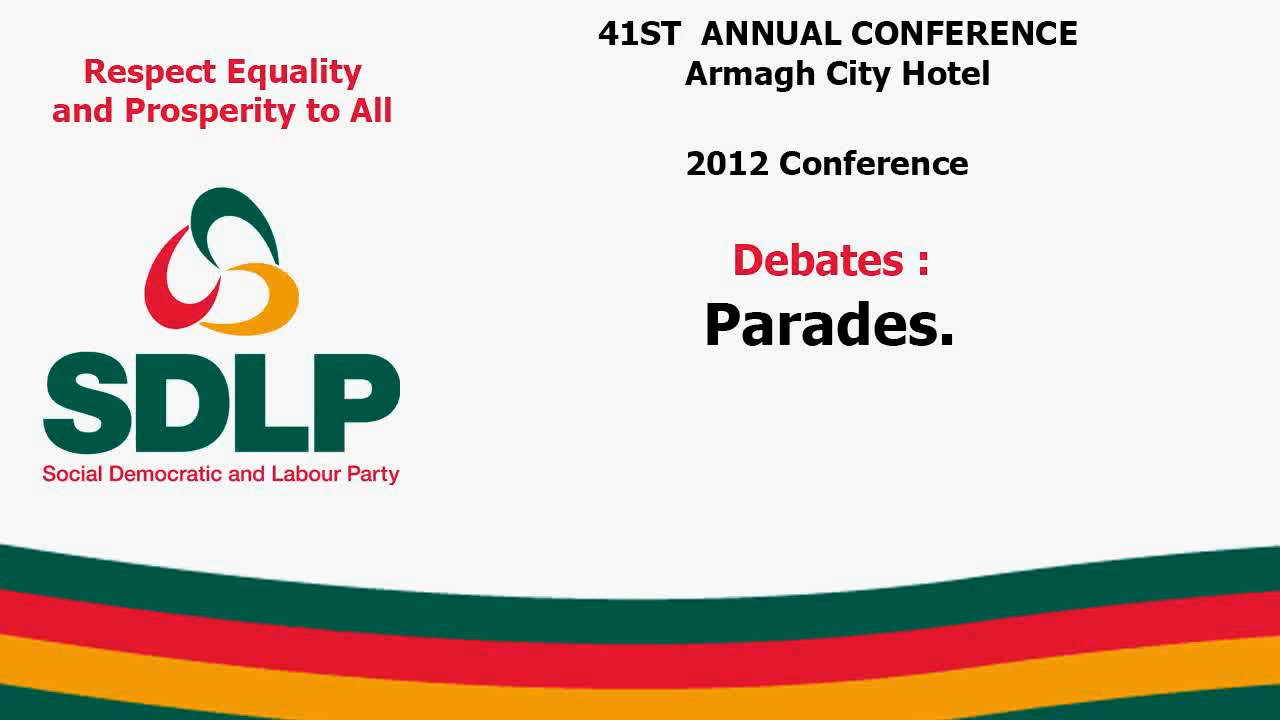 Respect Equality
and Prosperity to All
SDLP
Social Democratic and Labour Party
41ST ANNUAL CONFERENCE
Armagh City Hotel
2012 Conference
Debates :
Parades.